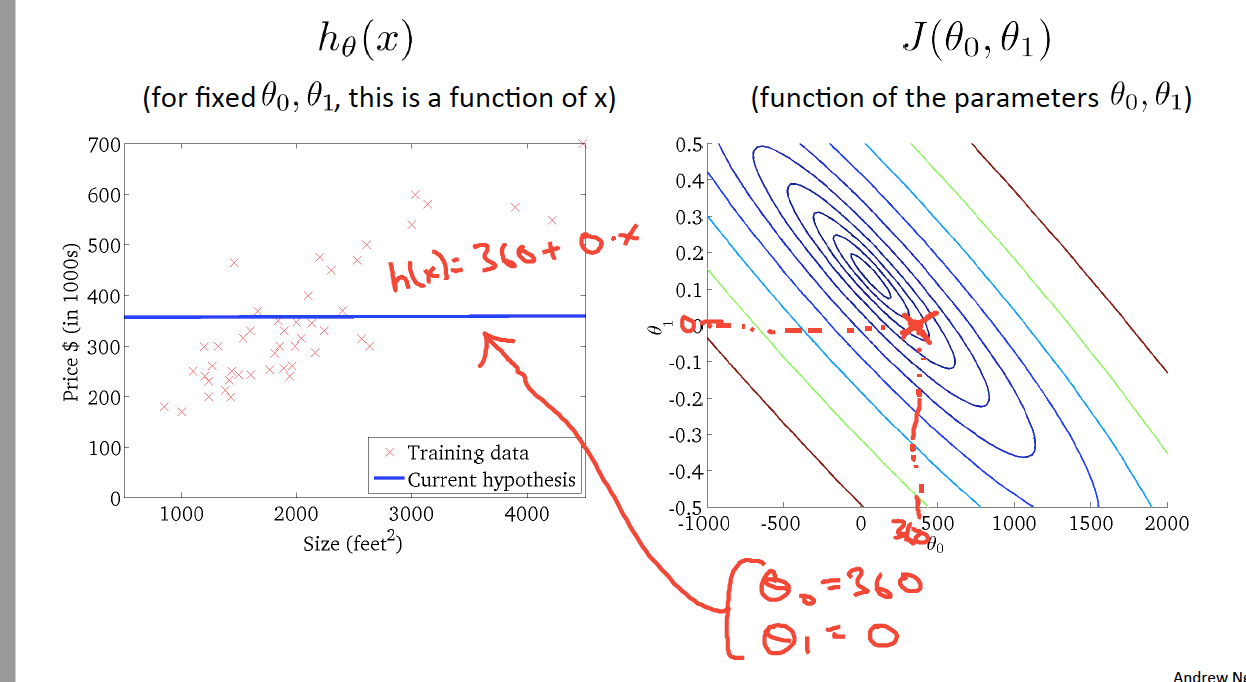 hθ(x)
(for fixed θ0, θ1, this is a function of x)
700
600
500
400
300
200
100
0
Price $ (in 1000s)
1000 2000 3000 4000
Size (feet²)
Training data
Current hypothesis
h(x) = 360 + 0·x
J(θ0, θ1)
(function of the parameters θ0, θ1)
0.5
0.4
0.3
0.2
0.1
0
-0.1
-0.2
-0.3
-0.4
-0.5
θ1
0
-1000 -500 0 500 1000 1500 2000
360
θ0
θ0 = 360
θ1 = 0